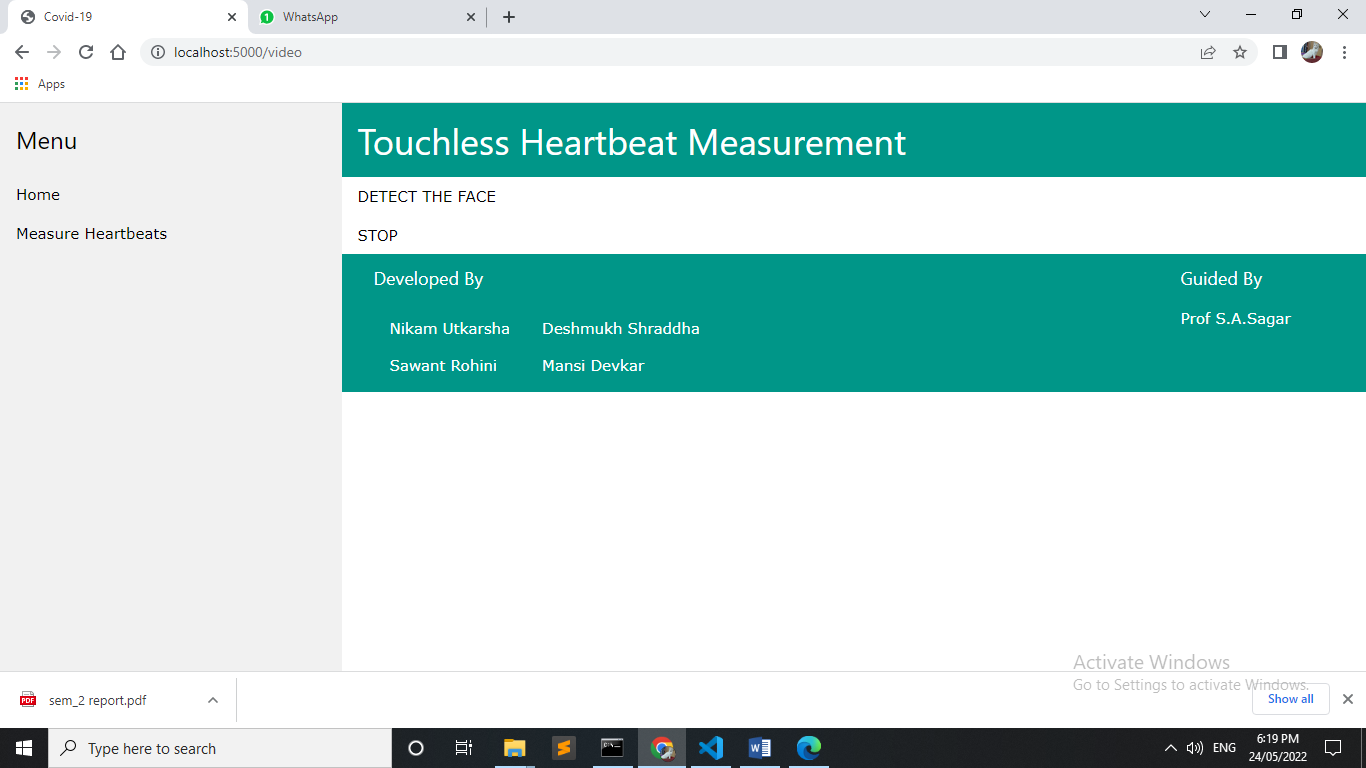 Covid-19
1
WhatsApp
localhost:5000/video
Apps
Menu
Home
Measure Heartbeats
Touchless Heartbeat Measurement
DETECT THE FACE
STOP
Developed By
Nikam Utkarsha Deshmukh Shraddha
Sawant Rohini Mansi Devkar
Guided By
Prof S.A.Sagar
Activate Windows
Go to Settings to activate Windows.
PDF
sem_2 report.pdf
Show all
Type here to search
ENG
6:19 PM
24/05/2022